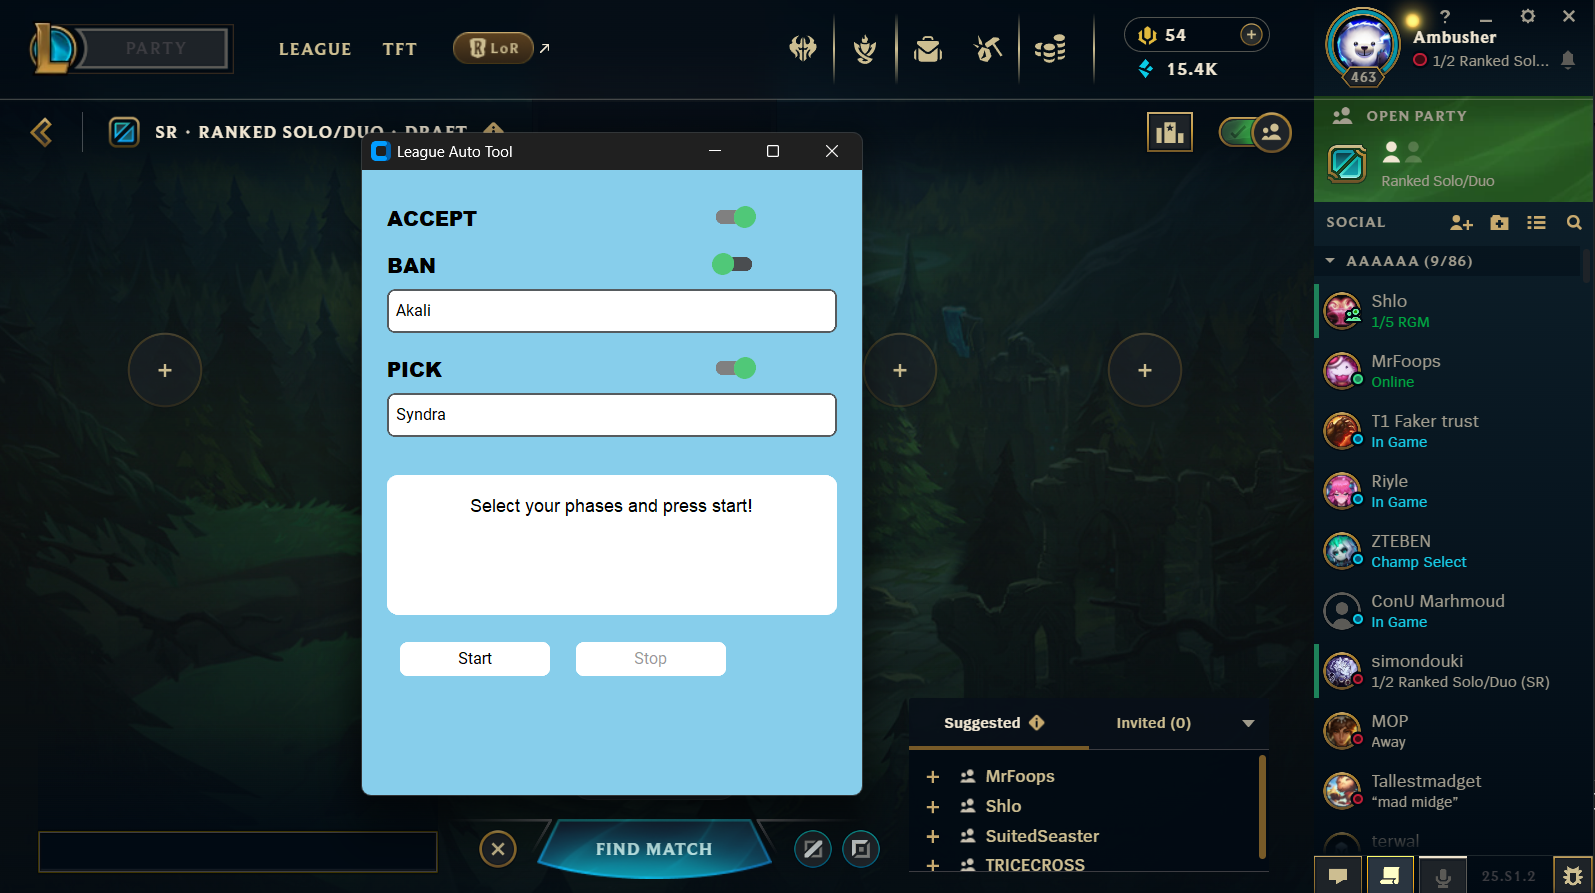 PARTY
LEAGUE
TFT
R LoR
54
15.4K
?
Ambusher
1/2 Ranked Sol...
463
SR · RANKED SOLO/DUO · DRAFT
OPEN PARTY
Ranked Solo/Duo
League Auto Tool
ACCEPT
BAN
Akali
PICK
Syndra
Select your phases and press start!
Start
Stop
Suggested
Invited (0)
MrFoops
Shlo
SuitedSeaster
TRICECROSS
FIND MATCH
SOCIAL
AAAAAA (9/86)
Shlo
1/5 RGM
MrFoops
Online
T1 Faker trust
In Game
Riyle
In Game
ZTEBEN
Champ Select
ConU Marhmoud
In Game
simondouki
1/2 Ranked Solo/Duo (SR)
MOP
Away
Tallestmadget
“mad midge”
terwal
25.S1.2